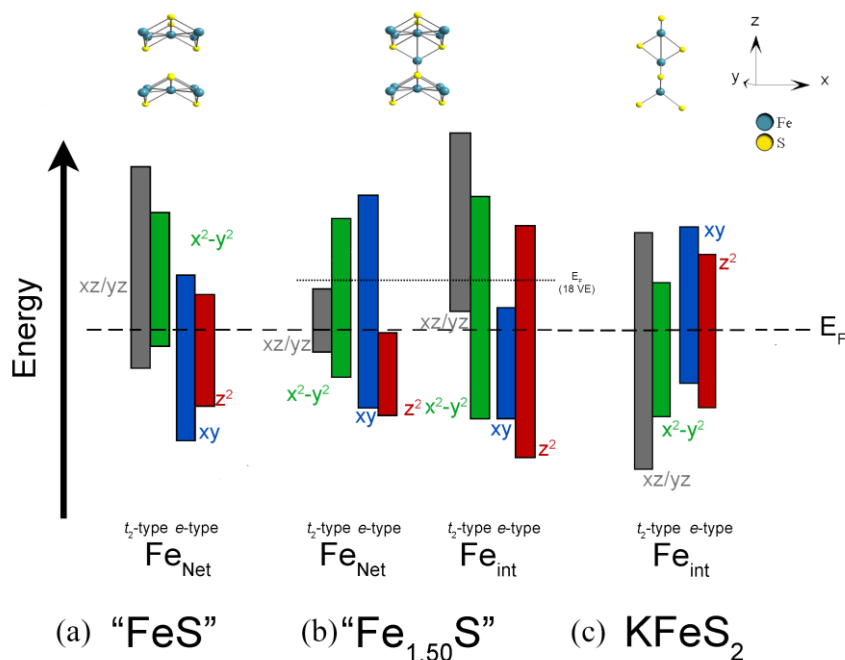 z
y
x
Fe
S
Energy
x²-y²
xz/yz
z²
xy
E_F
(18 VE)
xz/yz
x²-y²
xy
z²
xz/yz
x²-y²
xy
z²
xy
z²
E_F
x²-y²
xz/yz
t₂-type e-type
Fe_Net
t₂-type e-type
Fe_Net
t₂-type e-type
Fe_int
t₂-type e-type
Fe_int
(a) “FeS”
(b) “Fe₁.₅₀S”
(c) KFeS₂